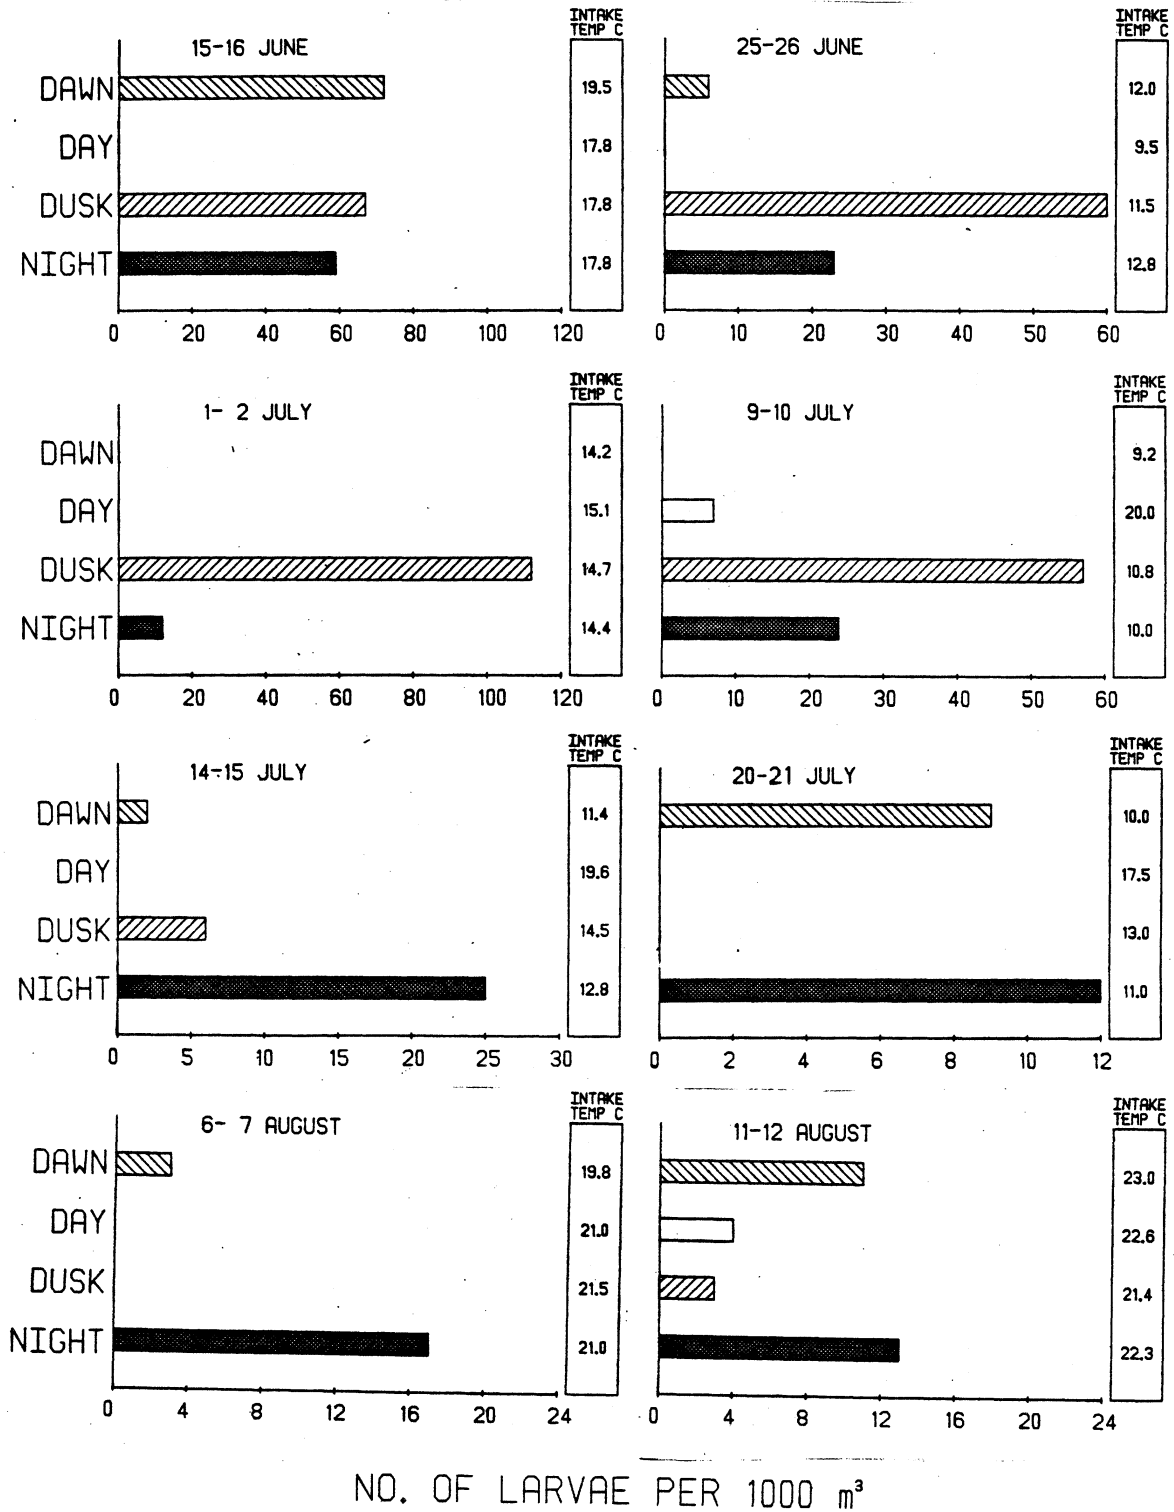 INTAKE
TEMP C
15-16 JUNE
DAWN 19.5
DAY 17.8
DUSK 17.8
NIGHT 17.8
0 20 40 60 80 100 120
INTAKE
TEMP C
25-26 JUNE
12.0
9.5
11.5
12.8
0 10 20 30 40 50 60
INTAKE
TEMP C
1- 2 JULY
DAWN 14.2
DAY 15.1
DUSK 14.7
NIGHT 14.4
0 20 40 60 80 100 120
INTAKE
TEMP C
9-10 JULY
9.2
20.0
10.8
10.0
0 10 20 30 40 50 60
INTAKE
TEMP C
14-15 JULY
DAWN 11.4
DAY 19.6
DUSK 14.5
NIGHT 12.8
0 5 10 15 20 25 30
INTAKE
TEMP C
20-21 JULY
10.0
17.5
13.0
11.0
0 2 4 6 8 10 12
INTAKE
TEMP C
6- 7 AUGUST
DAWN 19.8
DAY 21.0
DUSK 21.5
NIGHT 21.0
0 4 8 12 16 20 24
INTAKE
TEMP C
11-12 AUGUST
23.0
22.6
21.4
22.3
0 4 8 12 16 20 24
NO. OF LARVAE PER 1000 m³